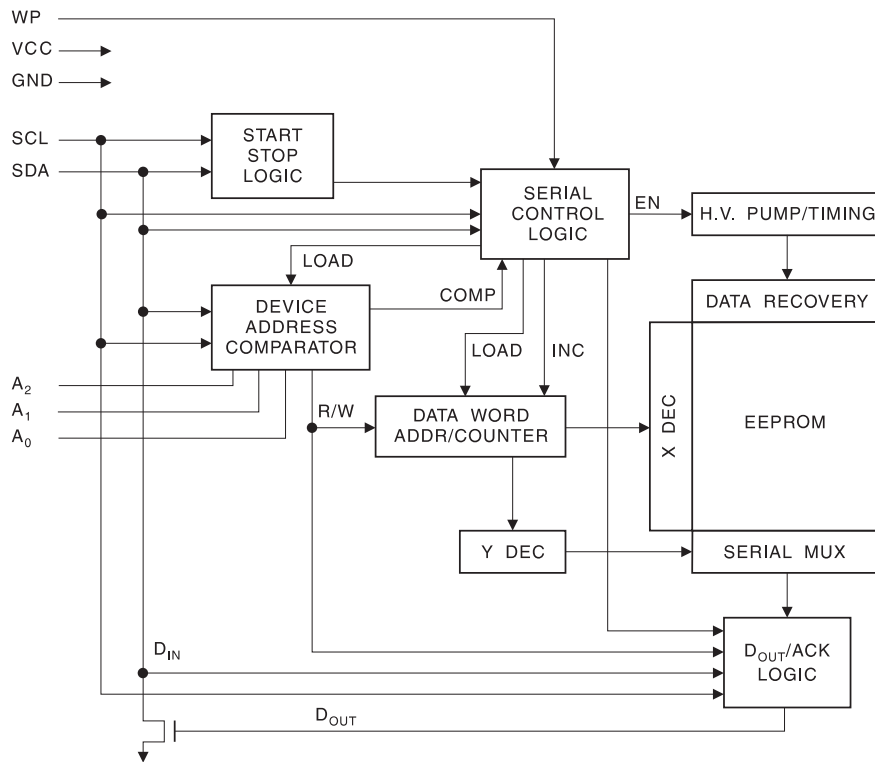 WP
VCC
GND
SCL
SDA
START
STOP
LOGIC
SERIAL
CONTROL
LOGIC
EN
H.V. PUMP/TIMING
LOAD
COMP
DATA RECOVERY
DEVICE
ADDRESS
COMPARATOR
LOAD
INC
A2
A1
A0
R/W
DATA WORD
ADDR/COUNTER
X DEC
EEPROM
Y DEC
SERIAL MUX
DIN
DOUT/ACK
LOGIC
DOUT